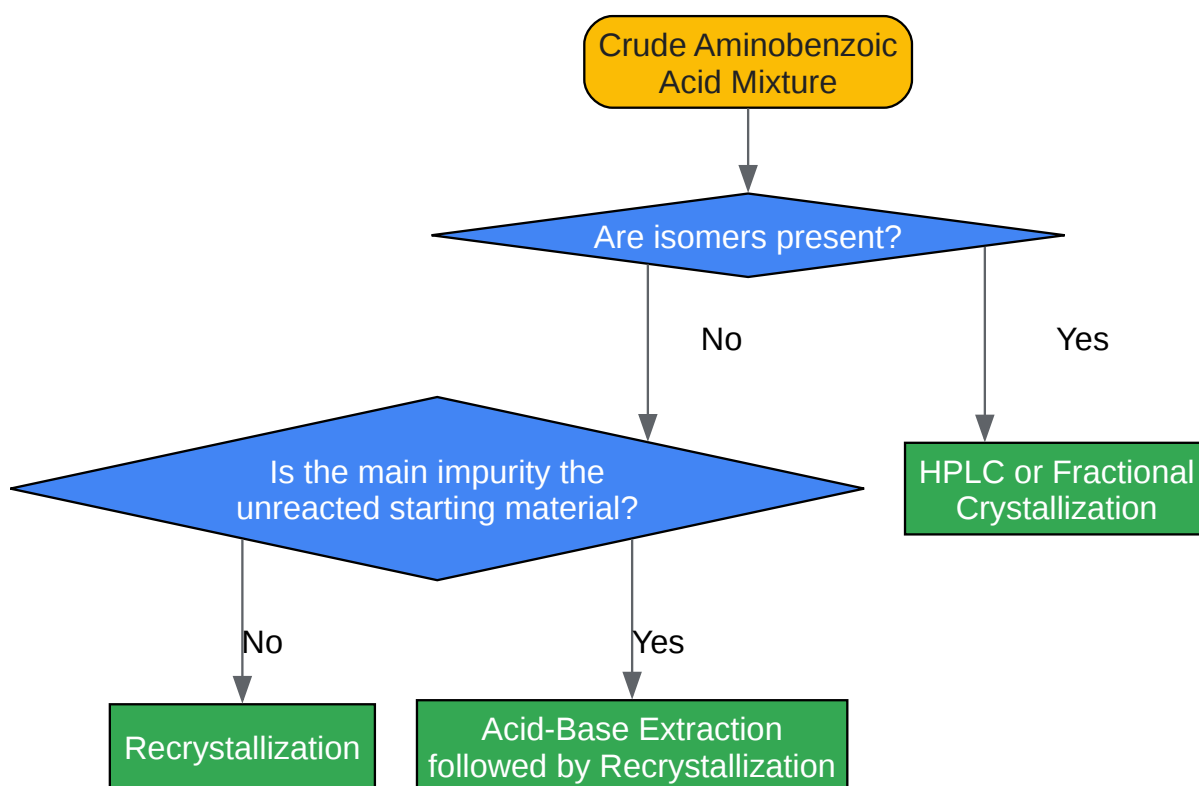 Crude Aminobenzoic
Acid Mixture
Are isomers present?
No
Yes
Is the main impurity the
unreacted starting material?
HPLC or Fractional
Crystallization
No
Yes
Recrystallization
Acid-Base Extraction
followed by Recrystallization